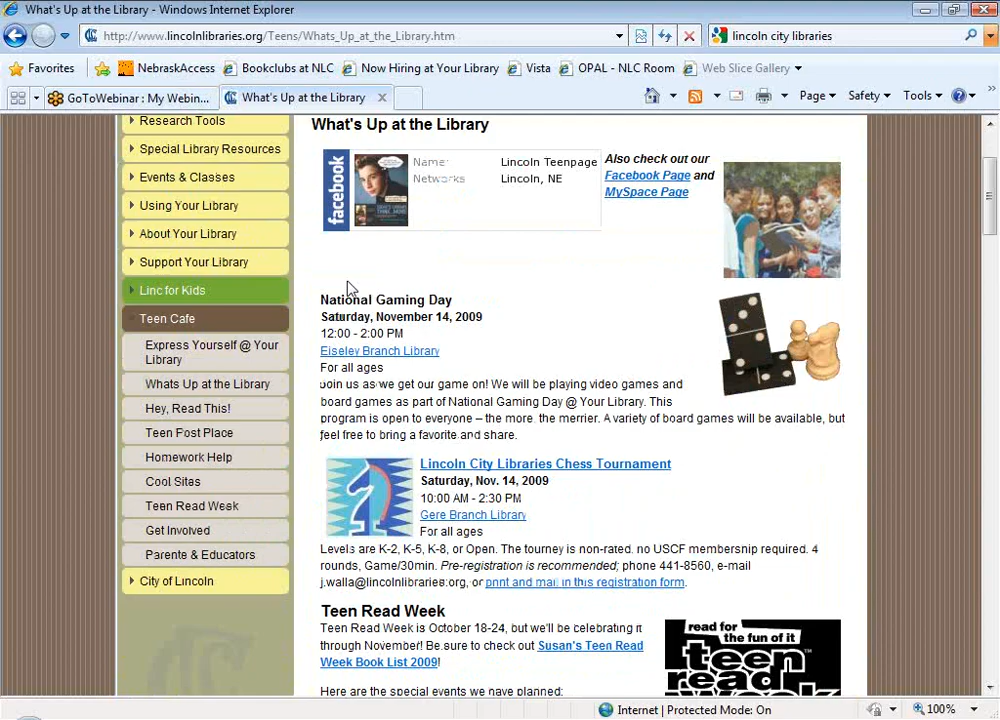 What's Up at the Library - Windows Internet Explorer
http://www.lincolnlibraries.org/Teens/Whats_Up_at_the_Library.htm
lincoln city libraries
Favorites
NebraskAccess
Bookclubs at NLC
Now Hiring at Your Library
Vista
OPAL - NLC Room
Web Slice Gallery
GoToWebinar : My Webin...
What's Up at the Library
Page
Safety
Tools
Research Tools
Special Library Resources
Events & Classes
Using Your Library
About Your Library
Support Your Library
Linc for Kids
Teen Cafe
Express Yourself @ Your
Library
Whats Up at the Library
Hey, Read This!
Teen Post Place
Homework Help
Cool Sites
Teen Read Week
Get Involved
Parents & Educators
City of Lincoln
What's Up at the Library
facebook
Name:
Lincoln Teenpage
Networks
Lincoln, NE
Also check out our
Facebook Page and
MySpace Page
National Gaming Day
Saturday, November 14, 2009
12:00 - 2:00 PM
Eiseley Branch Library
For all ages
Join us as we get our game on! We will be playing video games and
board games as part of National Gaming Day @ Your Library. This
program is open to everyone – the more, the merrier. A variety of board games will be available, but
feel free to bring a favorite and share.
Lincoln City Libraries Chess Tournament
Saturday, Nov. 14, 2009
10:00 AM - 2:30 PM
Gere Branch Library
For all ages
Levels are K-2, K-5, K-8, or Open. The tourney is non-rated, no USCF membership required. 4
rounds, Game/30min. Pre-registration is recommended; phone 441-8560, e-mail
j.walla@lincolnlibraries.org, or print and mail in this registration form.
Teen Read Week
Teen Read Week is October 18-24, but we'll be celebrating it
through November! Be sure to check out Susan's Teen Read
Week Book List 2009!
Here are the special events we have planned:
read for
the fun of it
teen
read
week
Internet | Protected Mode: On
100%